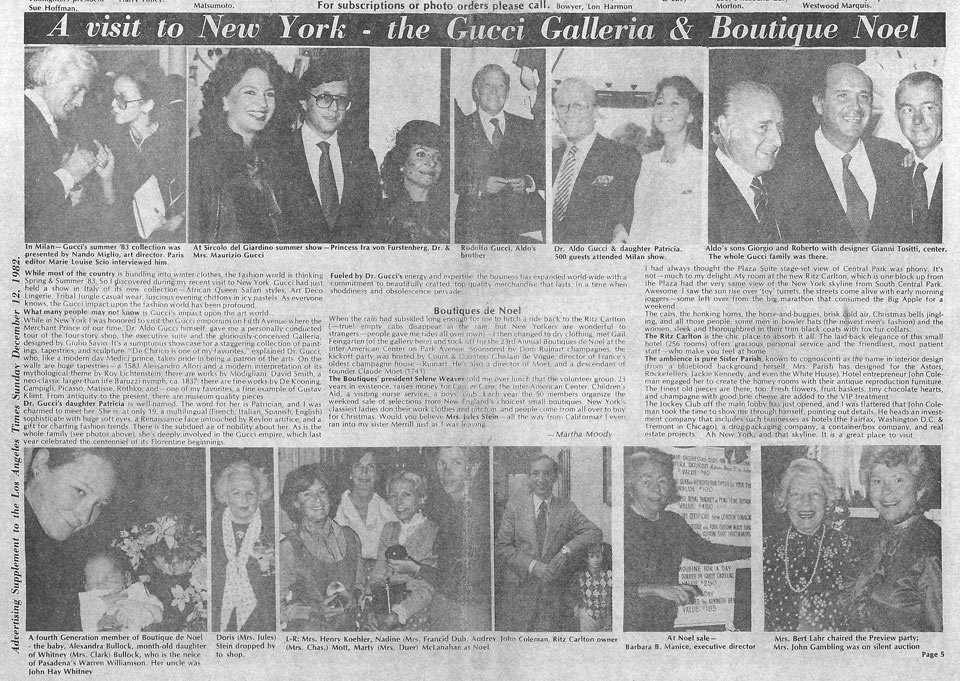 Sue Hoffman.
Matsumoto.
For subscriptions or photo orders please call.
Bowyer, 'Lon Harmon
Morton.
Westwood Marquis.
A visit to New York - the Gucci Galleria & Boutique Noel
In Milan—Gucci's summer '83 collection was
presented by Nando Miglio, art director. Paris
editor Marie Louise Scio interviewed him.
At Sircolo del Giardino summer show—Princess Ira von Furstenberg, Dr. &
Mrs. Maurizio Gucci
Rodolfo Gucci, Aldo's
brother
Dr. Aldo Gucci & daughter Patricia.
500 guests attended Milan show.
Aldo's sons Giorgio and Roberto with designer Gianni Tositti, center.
The whole Gucci family was there.
While most of the country is bundling into winter clothes, the fashion world is thinking
Spring & Summer '83. So I discovered during my recent visit to New York. Gucci had just
held a show in Italy of its new collection—African Queen Safari styles, Art Deco
Lingerie, Tribal Jungle casual wear, luscious evening chiffons in icy pastels. As everyone
knows, the Gucci impact upon the fashion world has been profound.
What many people may not know is Gucci's impact upon the art world.
While in New York I was honored to visit the Gucci emporium on Fifth Avenue where the
Merchant Prince of our Time, Dr. Aldo Gucci himself, gave me a personally conducted
tour of the four-story shop, the executive suite and the gloriously-conceived Galleria,
designed by Giulio Savio. It's a sumptuous showcase for a staggering collection of paint-
ings, tapestries, and sculpture. "De Chirico is one of my favorites," explained Dr. Gucci.
who, like a modern day Medici prince, takes pride in being a patron of the arts. On the
walls are huge tapestries—a 1583 Alessandro Allori and a modern interpretation of its
mythological theme by Roy Lichtenstein; there are works by Modigliani, David Smith, a
neo-classic larger-than life Baruzzi nymph, ca. 1837; there are fine works by De Kooning,
Campigli, Picasso, Matisse, Rothko, and—one of my favorites, a fine example of Gustav
Klimt. From antiquity to the present, there are museum-quality pieces.
Dr. Gucci's daughter Patricia is well-named. The word for her is Patrician, and I was
charmed to meet her. She is, at only 19, a multilingual (French, Italian, Spanish, English)
sophisticate with huge soft eyes, a Renaissance face untouched by Revlon artifice, and a
gift for charting fashion trends. There is the subdued air of nobility about her. As is the
whole family (see photos above), she's deeply involved in the Gucci empire, which last
year celebrated the centennial of its Florentine beginnings.
Fueled by Dr. Gucci's energy and expertise, the business has expanded world-wide with a
commitment to beautifully crafted, top quality merchandise that lasts. In a time when
shoddiness and obsolescence pervade.
Boutiques de Noel
When the rain had subsided long enough for me to hitch a ride back to the Ritz Carlton
(—true! empty cabs disappear in the rain, but New Yorkers are wonderful to
strangers—people gave me rides all over town), I then changed to dry clothing, met Gail
Feingarten (of the gallery here) and took off for the 23rd Annual Boutiques de Noel at the
Inter-American Center on Park Avenue. Sponsored by Dom Ruinart champagnes, the
kickoff party was hosted by Count & Comtess Ghislain de Vogue, director of France's
oldest champagne house—Ruinart. He's also a director of Moet, and a descendent of
founder Claude Moet (1743).
The Boutiques' president Selene Weaver told me over lunch that the volunteer group, 23
years in existence, raises money for Cancer Care, the InterAmerican Center, Children's
Aid, a visiting nurse service, a boys' club. Each year the 50 members organize the
weekend sale of selections from New England's choicest small boutiques. New York's
classiest ladies don their work clothes and pitch in, and people come from all over to buy
for Christmas. Would you believe Mrs. Jules Stein—all the way from California? I even
ran into my sister Merrill just as I was leaving.
—Martha Moody
I had always thought the Plaza Suite stage-set view of Central Park was phony. It's
not—much to my delight. My room at the new Ritz Carlton, which is one block up from
the Plaza had the very same view of the New York skyline from South Central Park.
Awesome. I saw the sun rise over 'toy' turrets, the streets come alive with early morning
joggers—some left over from the big marathon that consumed the Big Apple for a
weekend.
The cabs, the honking horns, the horse-and-buggies, brisk cold air, Christmas bells jingl-
ing, and all those people, some men in bowler hats (the newest men's fashion) and the
women, sleek and thoroughbred in their trim black coats with fox fur collars.
The Ritz Carlton is the chic place to absorb it all. The laid-back elegance of this small
hotel (256 rooms) offers gracious personal service and the friendliest, most patient
staff—who make you feel at home.
The ambience is pure Sister Parish, known to cognoscenti as the name in interior design
(from a blueblood background herself, Mrs. Parish has designed for the Astors,
Rockerfellers, Jackie Kennedy, and even the White House). Hotel entrepreneur John Cole-
man engaged her to create the homey rooms with their antique reproduction furniture.
The finest old pieces are there, too. Fresh flowers, fruit baskets, tiny chocolate hearts,
and champagne with good brie cheese are added to the VIP treatment.
The Jockey Club off the main lobby has just opened, and I was flattered that John Cole-
man took the time to show me through himself, pointing out details. He heads an invest-
ment company that includes such businesses as hotels (the Fairfax, Washington D.C. &
Tremont in Chicago), a drug-packaging company, a container/box company, and real
estate projects. Ah New York, and that skyline. It is a great place to visit.
Advertising Supplement to the Los Angeles Times Sunday December 12, 1982.
VALUE $400
LIMOUSINE FOR A DAY
VALUE $185
A fourth Generation member of Boutique de Noel
- the baby, Alexandra Bullock, month-old daughter
of Whitney (Mrs. Clark) Bullock, who is the neice
of Pasadena's Warren Williamson. Her uncle was
John Hay Whitney
Doris (Mrs. Jules)
Stein dropped by
to shop.
L-R: Mrs. Henry Koehler, Nadine (Mrs. Francid Duh, Audrey
(Mrs. Chas.) Mott, Marty (Mrs. Duer) McLanahan at Noel
John Coleman, Ritz Carlton owner
At Noel sale—
Barbara B. Manice, executive director
Mrs. Bert Lahr chaired the Preview party;
Mrs. John Gambling was on silent auction
Page 5